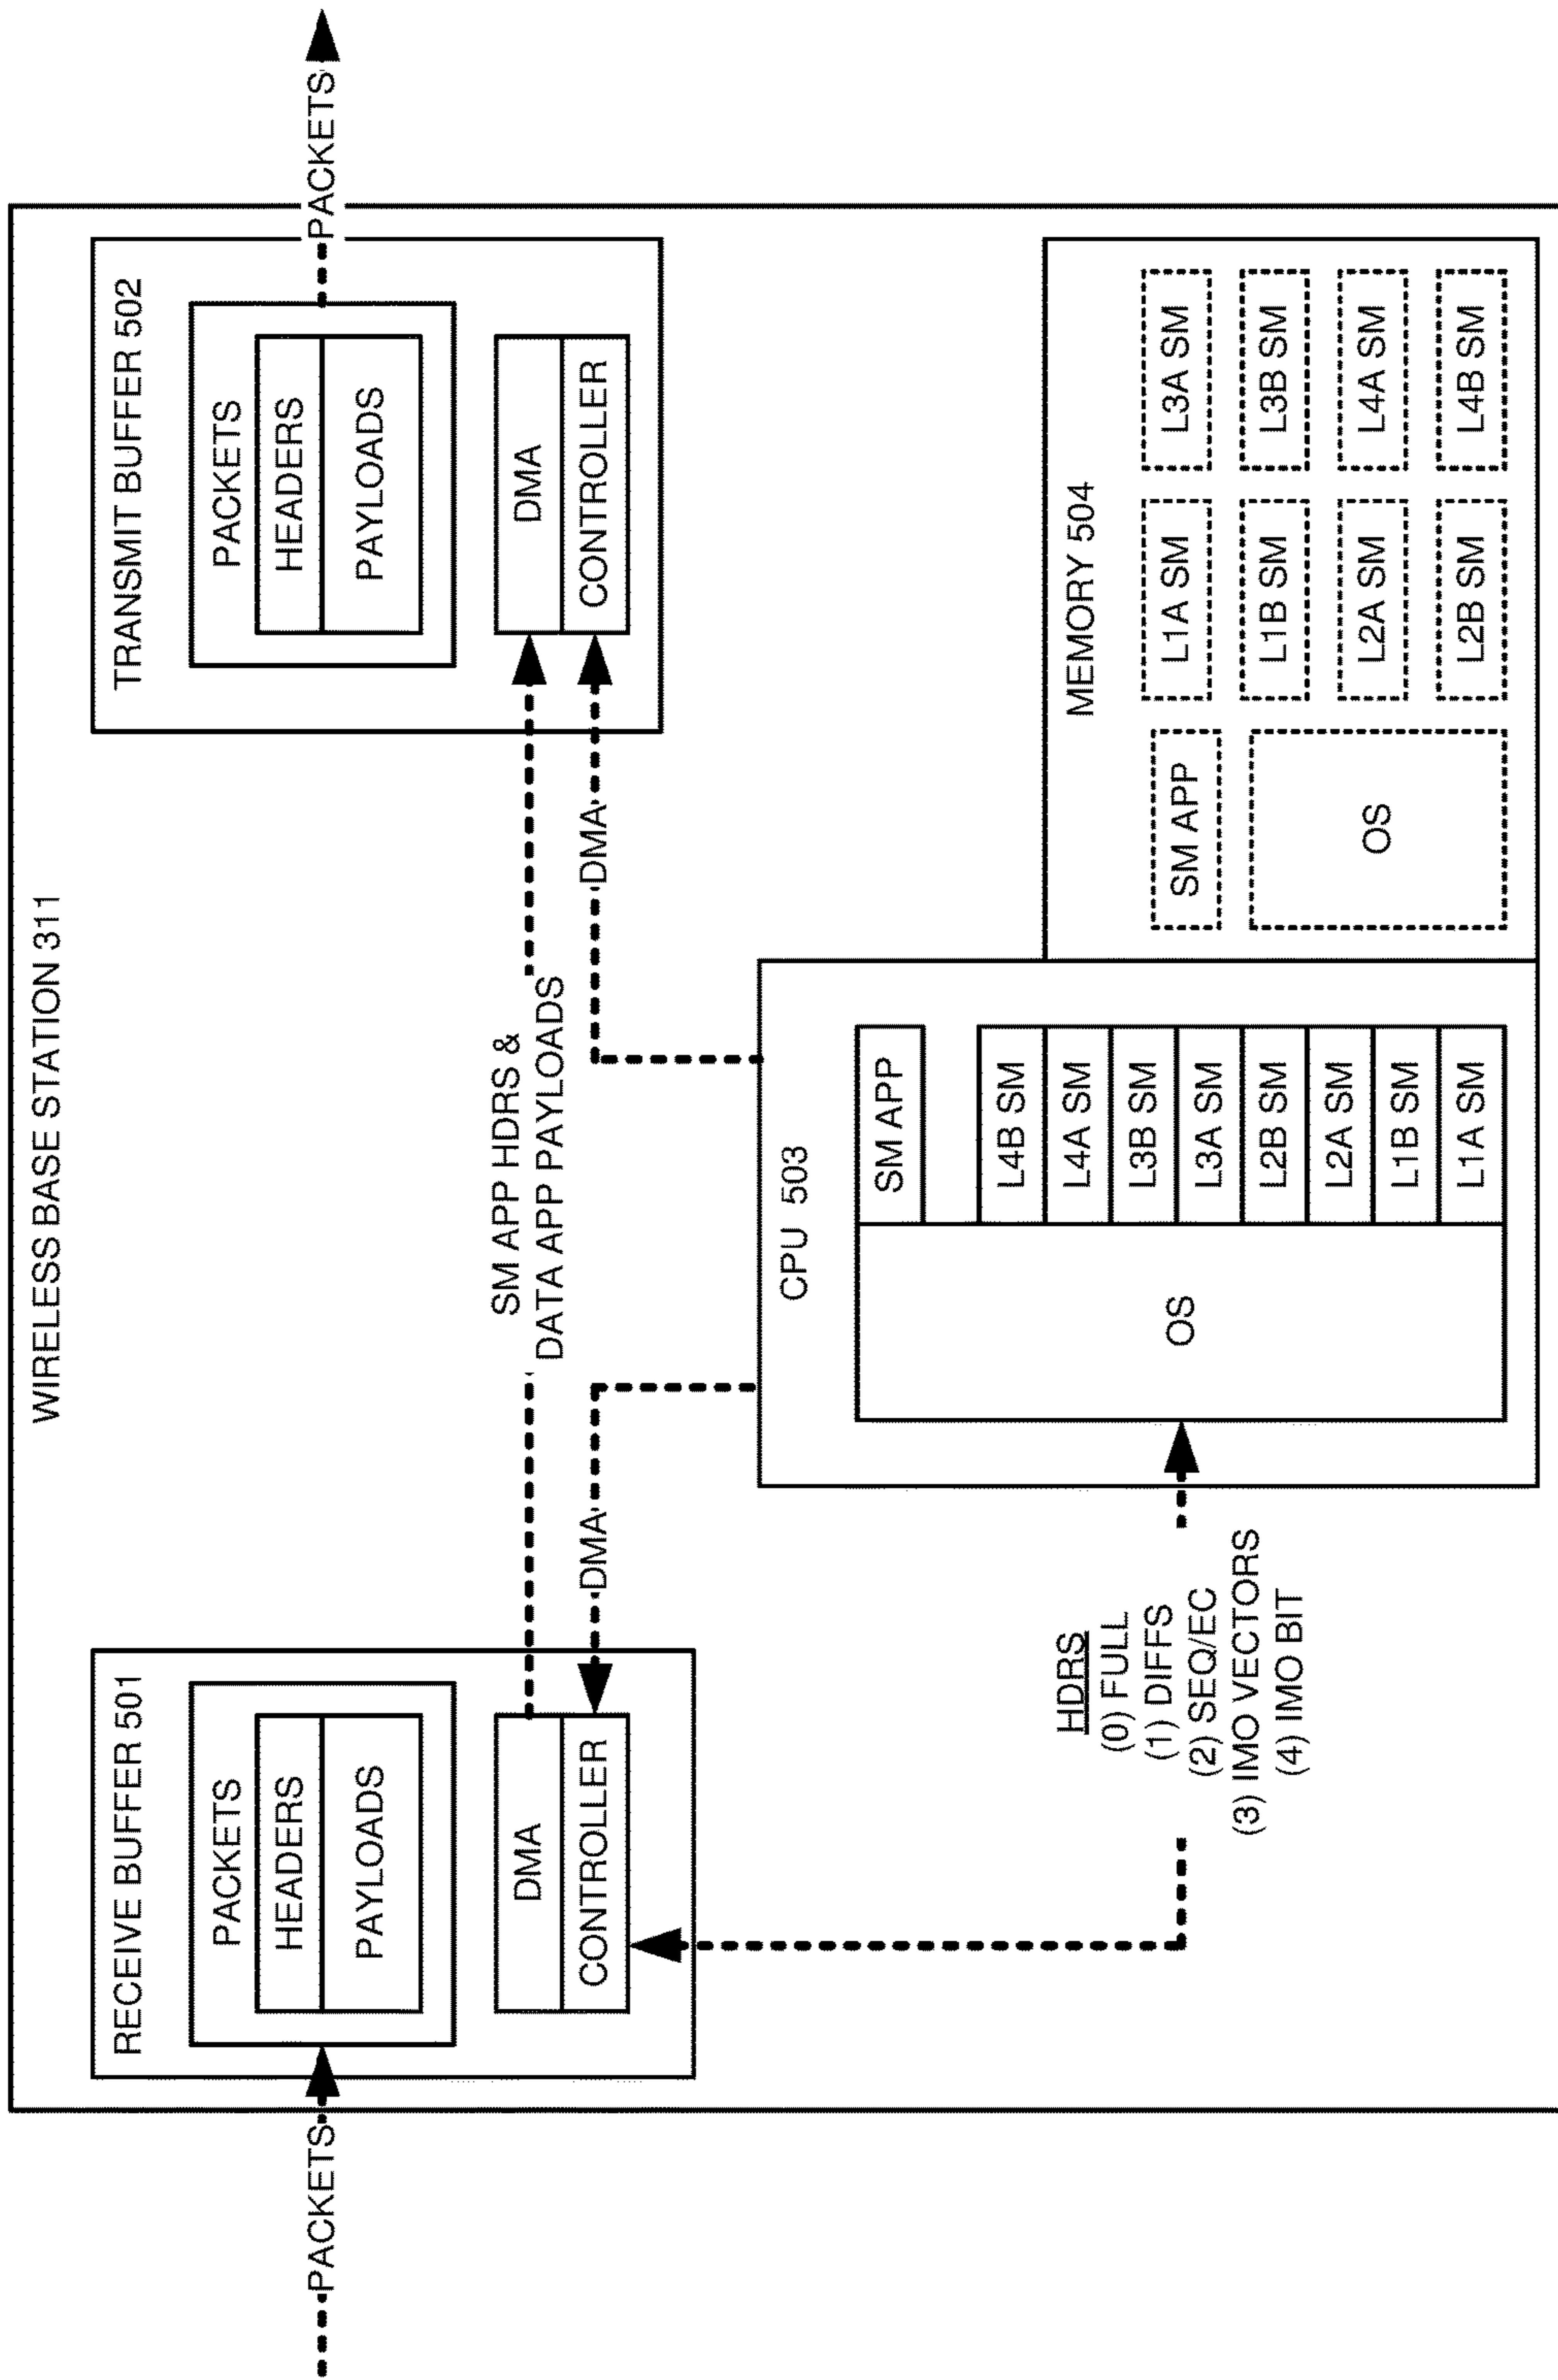 WIRELESS BASE STATION 311
RECEIVE BUFFER 501
PACKETS
PACKETS
HEADERS
PAYLOADS
DMA
CONTROLLER
TRANSMIT BUFFER 502
PACKETS
HEADERS
PAYLOADS
PACKETS
DMA
CONTROLLER
SM APP HDRS &
DATA APP PAYLOADS
DMA
DMA
HDRS
(0) FULL
(1) DIFFS
(2) SEQ/EC
(3) IMO VECTORS
(4) IMO BIT
CPU 503
OS
SM APP
L4B SM
L4A SM
L3B SM
L3A SM
L2B SM
L2A SM
L1B SM
L1A SM
MEMORY 504
SM APP
OS
L1A SM
L1B SM
L2A SM
L2B SM
L3A SM
L3B SM
L4A SM
L4B SM